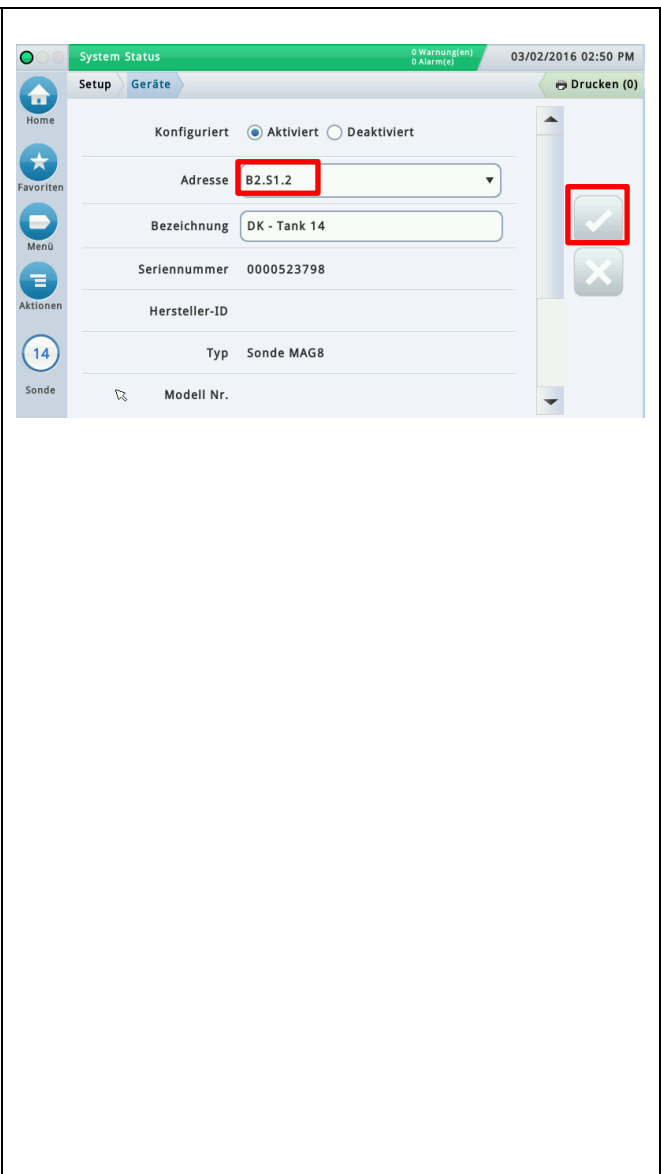 System Status
0 Warnung(en)
0 Alarm(e)
03/02/2016 02:50 PM
Setup Geräte
Drucken (0)
Home
Favoriten
Menü
Aktionen
14
Sonde
Konfiguriert Aktiviert Deaktiviert
Adresse B2.S1.2
Bezeichnung DK - Tank 14
Seriennummer 0000523798
Hersteller-ID
Typ Sonde MAG8
Modell Nr.